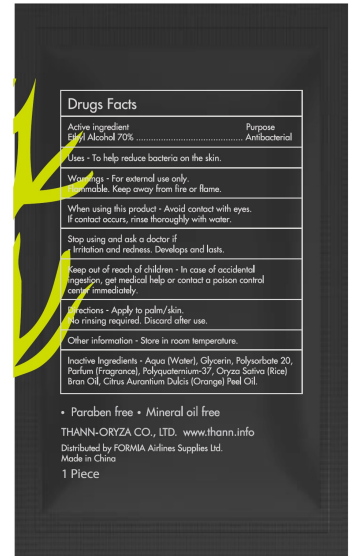 Drugs Facts
Active ingredient Purpose
Ethyl Alcohol 70% ........................................ Antibacterial
Uses - To help reduce bacteria on the skin.
Warnings - For external use only.
Flammable. Keep away from fire or flame.
When using this product - Avoid contact with eyes.
If contact occurs, rinse thoroughly with water.
Stop using and ask a doctor if
- Irritation and redness. Develops and lasts.
Keep out of reach of children - In case of accidental
ingestion, get medical help or contact a poison control
center immediately.
Directions - Apply to palm/skin.
No rinsing required. Discard after use.
Other information - Store in room temperature.
Inactive Ingredients - Aqua (Water), Glycerin, Polysorbate 20,
Parfum (Fragrance), Polyquaternium-37, Oryza Sativa (Rice)
Bran Oil, Citrus Aurantium Dulcis (Orange) Peel Oil.
• Paraben free • Mineral oil free
THANN-ORYZA CO., LTD. www.thann.info
Distributed by FORMIA Airlines Supplies Ltd.
Made in China
1 Piece